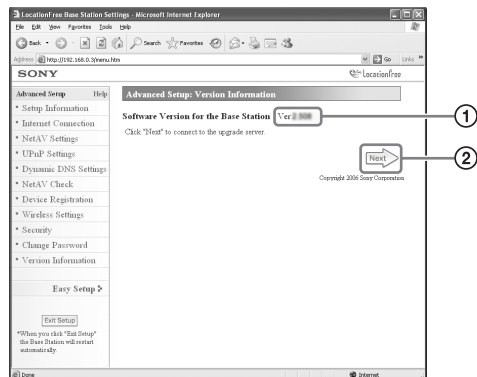 LocationFree Base Station Settings - Microsoft Internet Explorer
File Edit View Favorites Tools Help
Back Search Favorites
Address http://192.168.0.3/menu.htm Go Links »
SONY LocationFree
Advanced Setup Help
* Setup Information
* Internet Connection
* NetAV Settings
* UPnP Settings
* Dynamic DNS Settings
* NetAV Check
* Device Registration
* Wireless Settings
* Security
* Change Password
* Version Information
Easy Setup
Exit Setup
*When you click "Exit Setup"
the Base Station will restart
automatically.
Advanced Setup: Version Information
Software Version for the Base Station Ver
1
Click "Next" to connect to the upgrade server.
Next
2
Copyright 2006 Sony Corporation
Done Internet